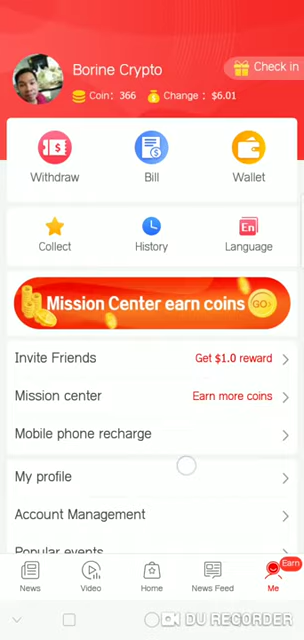 Borine Crypto
Check in
Coin: 366
Change : $6.01
Withdraw
Bill
Wallet
Collect
History
En
Language
Mission Center earn coins
GO
Invite Friends
Get $1.0 reward
Mission center
Earn more coins
Mobile phone recharge
My profile
Account Management
Popular events
Earn
News
Video
Home
News Feed
Me
DU RECORDER